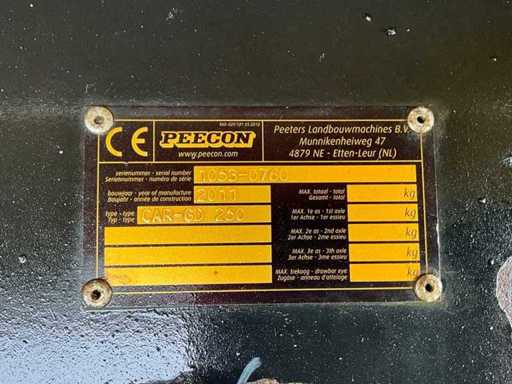 CE
PEECON
www.peecon.com
Peeters Landbouwmachines B.V.
Munnikenheiweg 47
4879 NE - Etten-Leur (NL)
serienummer - serial number
Seriennummer - numéro de série
1053-0760
bouwjaar - year of manufacture
Baujahr - année de construction
2011
type - type
Typ - type
CAR-GD 260
MAX. totaal - total
Gesamt - total
kg
MAX. 1e as - 1st axle
1er Achse - 1er essieu
kg
MAX. 2e as - 2nd axle
2er Achse - 2me essieu
kg
MAX. 3e as - 3th axle
3er Achse - 3me essieu
kg
MAX. trekoog - drawbar eye
Zugöse - anneau d'attelage
kg